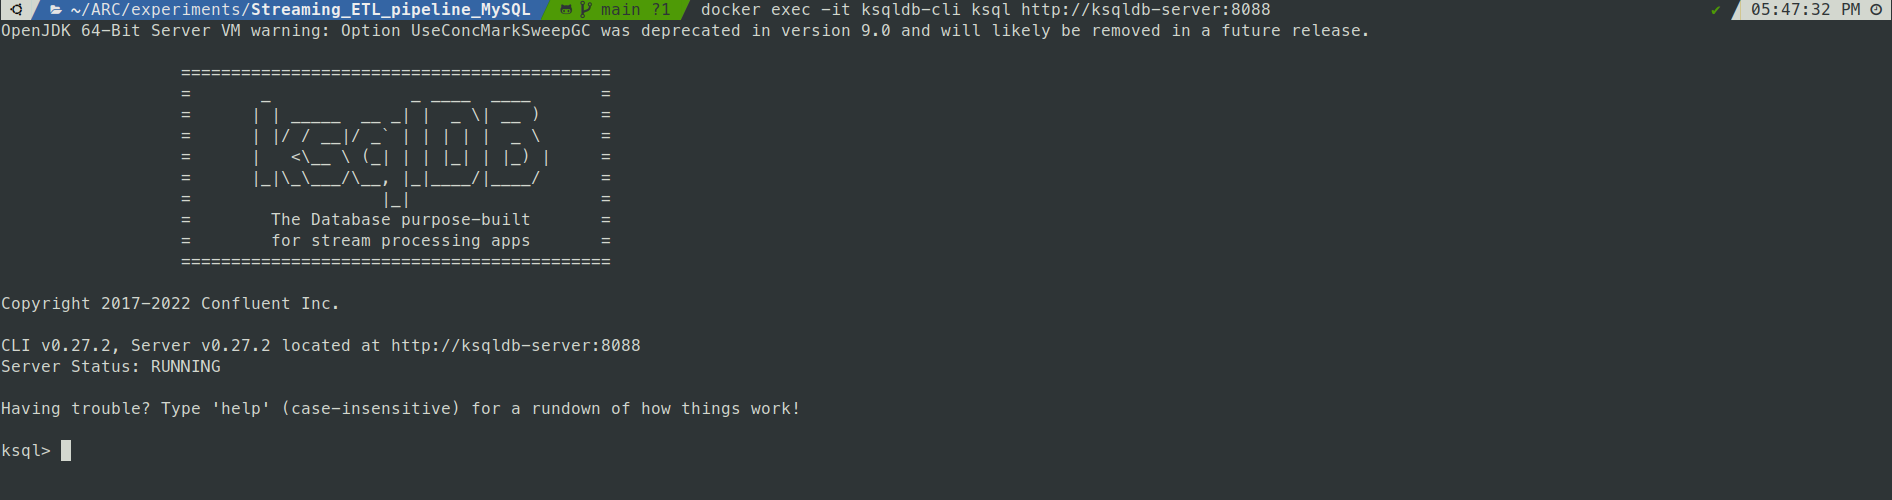 ~/ARC/experiments/Streaming_ETL_pipeline_MySQL main ?1 docker exec -it ksqldb-cli ksql http://ksqldb-server:8088 ✔ 05:47:32 PM
OpenJDK 64-Bit Server VM warning: Option UseConcMarkSweepGC was deprecated in version 9.0 and will likely be removed in a future release.
===========================================
=       _              _ ____  ____       =
=      | | _____  __ _| |  _ \| __ )      =
=      | |/ / __|/ _` | | | | |  _ \      =
=      |   <\__ \ (_| | | |_| | |_) |     =
=      |_|\_\___/\__, |_|____/|____/      =
=                   |_|                   =
=        The Database purpose-built       =
=        for stream processing apps       =
===========================================
Copyright 2017-2022 Confluent Inc.
CLI v0.27.2, Server v0.27.2 located at http://ksqldb-server:8088
Server Status: RUNNING
Having trouble? Type 'help' (case-insensitive) for a rundown of how things work!
ksql>